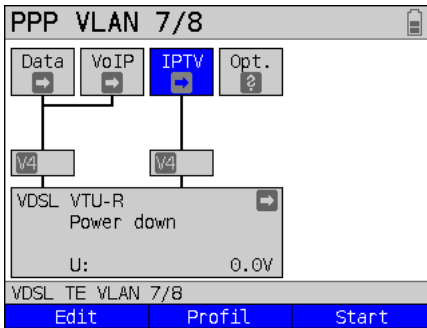 PPP VLAN 7/8
Data VoIP IPTV Opt.
?
V4 V4
VDSL VTU-R
Power down
U: 0.0V
VDSL TE VLAN 7/8
Edit Profil Start